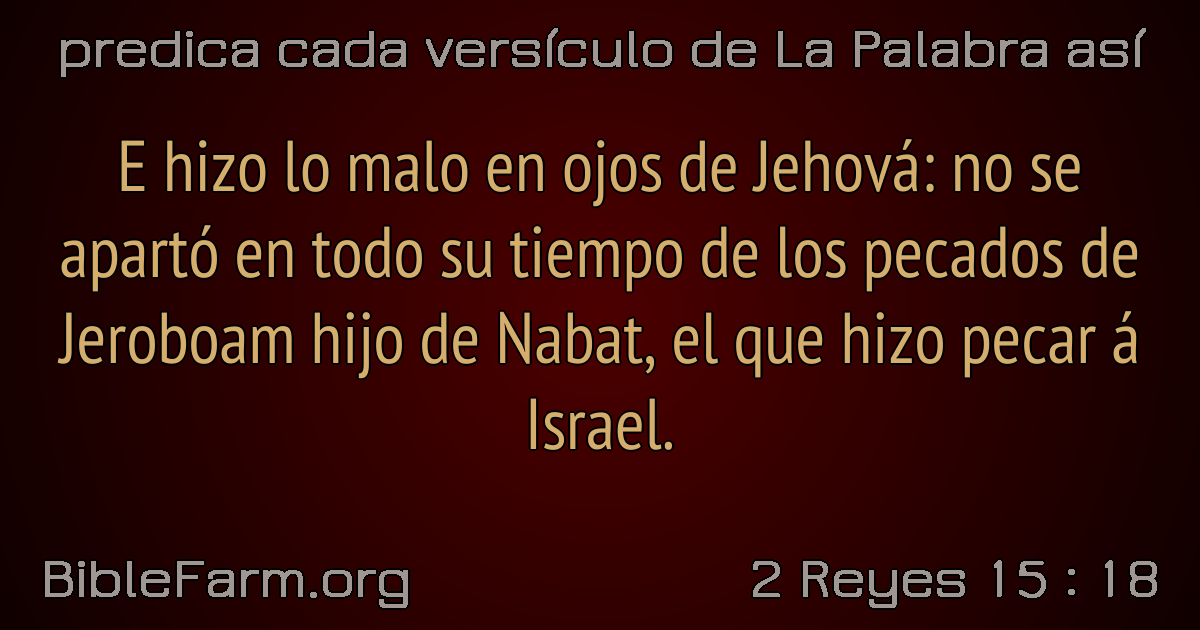 predica cada versículo de La Palabra así
E hizo lo malo en ojos de Jehová: no se
apartó en todo su tiempo de los pecados de
Jeroboam hijo de Nabat, el que hizo pecar á
Israel.
BibleFarm.org
2 Reyes 15 : 18